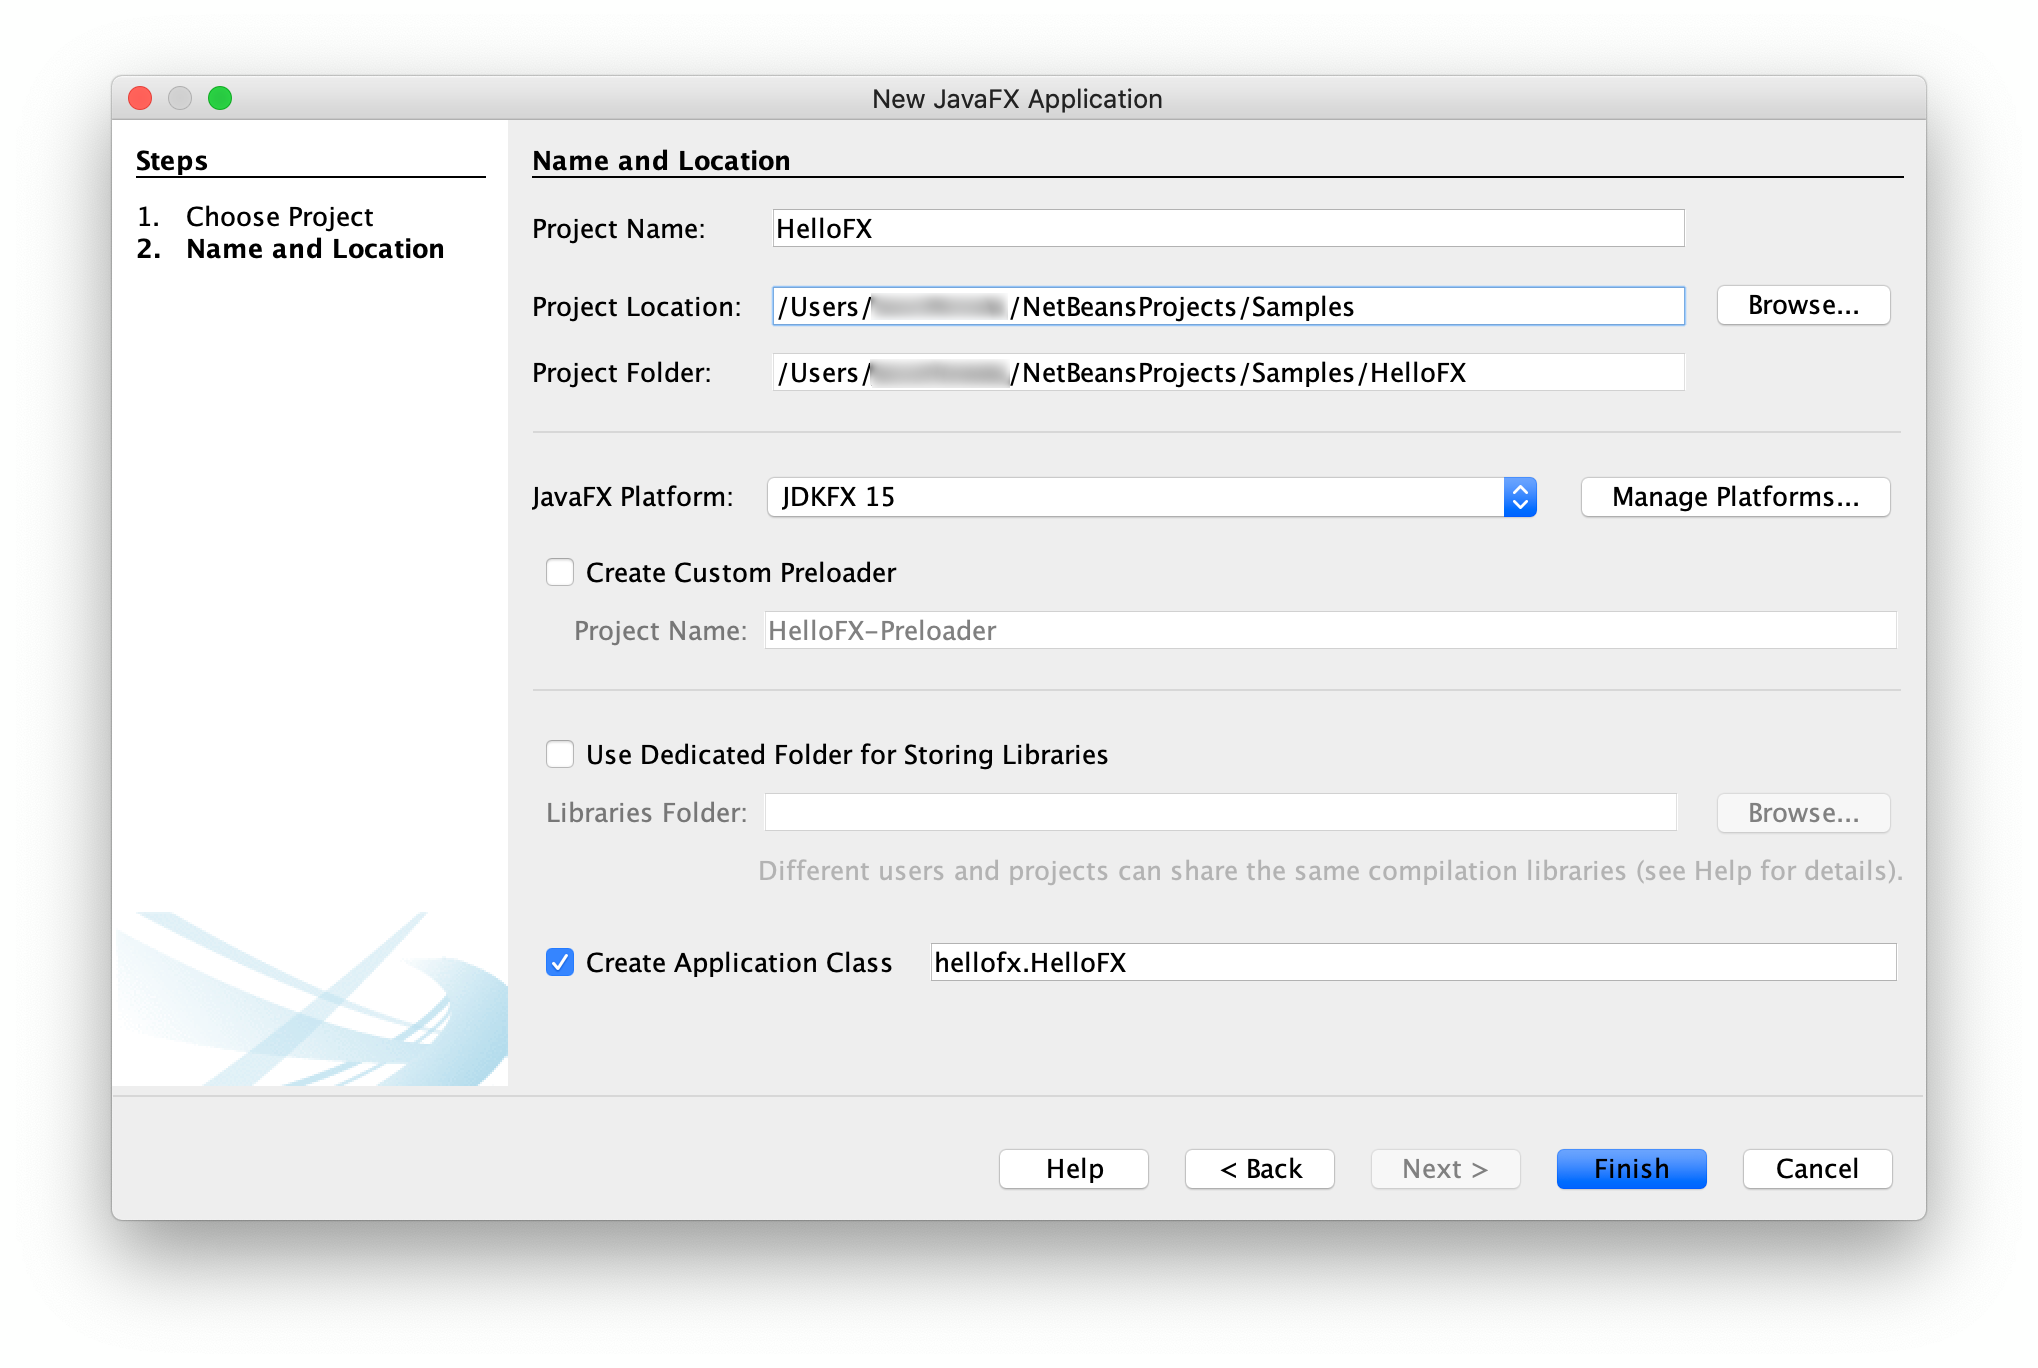 New JavaFX Application
Steps
1. Choose Project
2. Name and Location
Name and Location
Project Name: HelloFX
Project Location: /Users/ /NetBeansProjects/Samples Browse...
Project Folder: /Users/ /NetBeansProjects/Samples/HelloFX
JavaFX Platform: JDKFX 15 Manage Platforms...
Create Custom Preloader
Project Name: HelloFX-Preloader
Use Dedicated Folder for Storing Libraries
Libraries Folder: Browse...
Different users and projects can share the same compilation libraries (see Help for details).
Create Application Class hellofx.HelloFX
Help < Back Next > Finish Cancel